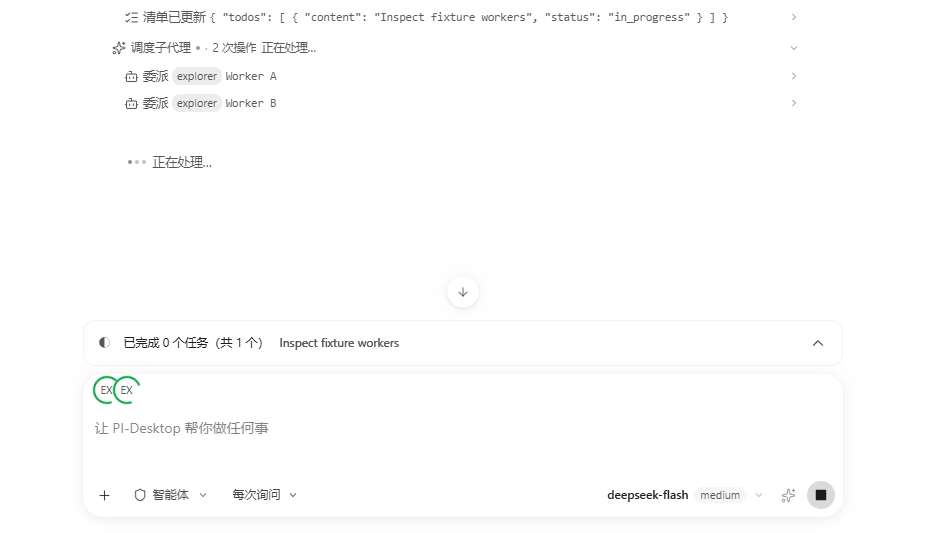 清单已更新 { "todos": [ { "content": "Inspect fixture workers", "status": "in_progress" } ] }
调度子代理 · 2 次操作 正在处理...
委派 explorer Worker A
委派 explorer Worker B
正在处理...
已完成 0 个任务（共 1 个） Inspect fixture workers
EX EX
让 PI-Desktop 帮你做任何事
智能体 每次询问 deepseek-flash medium